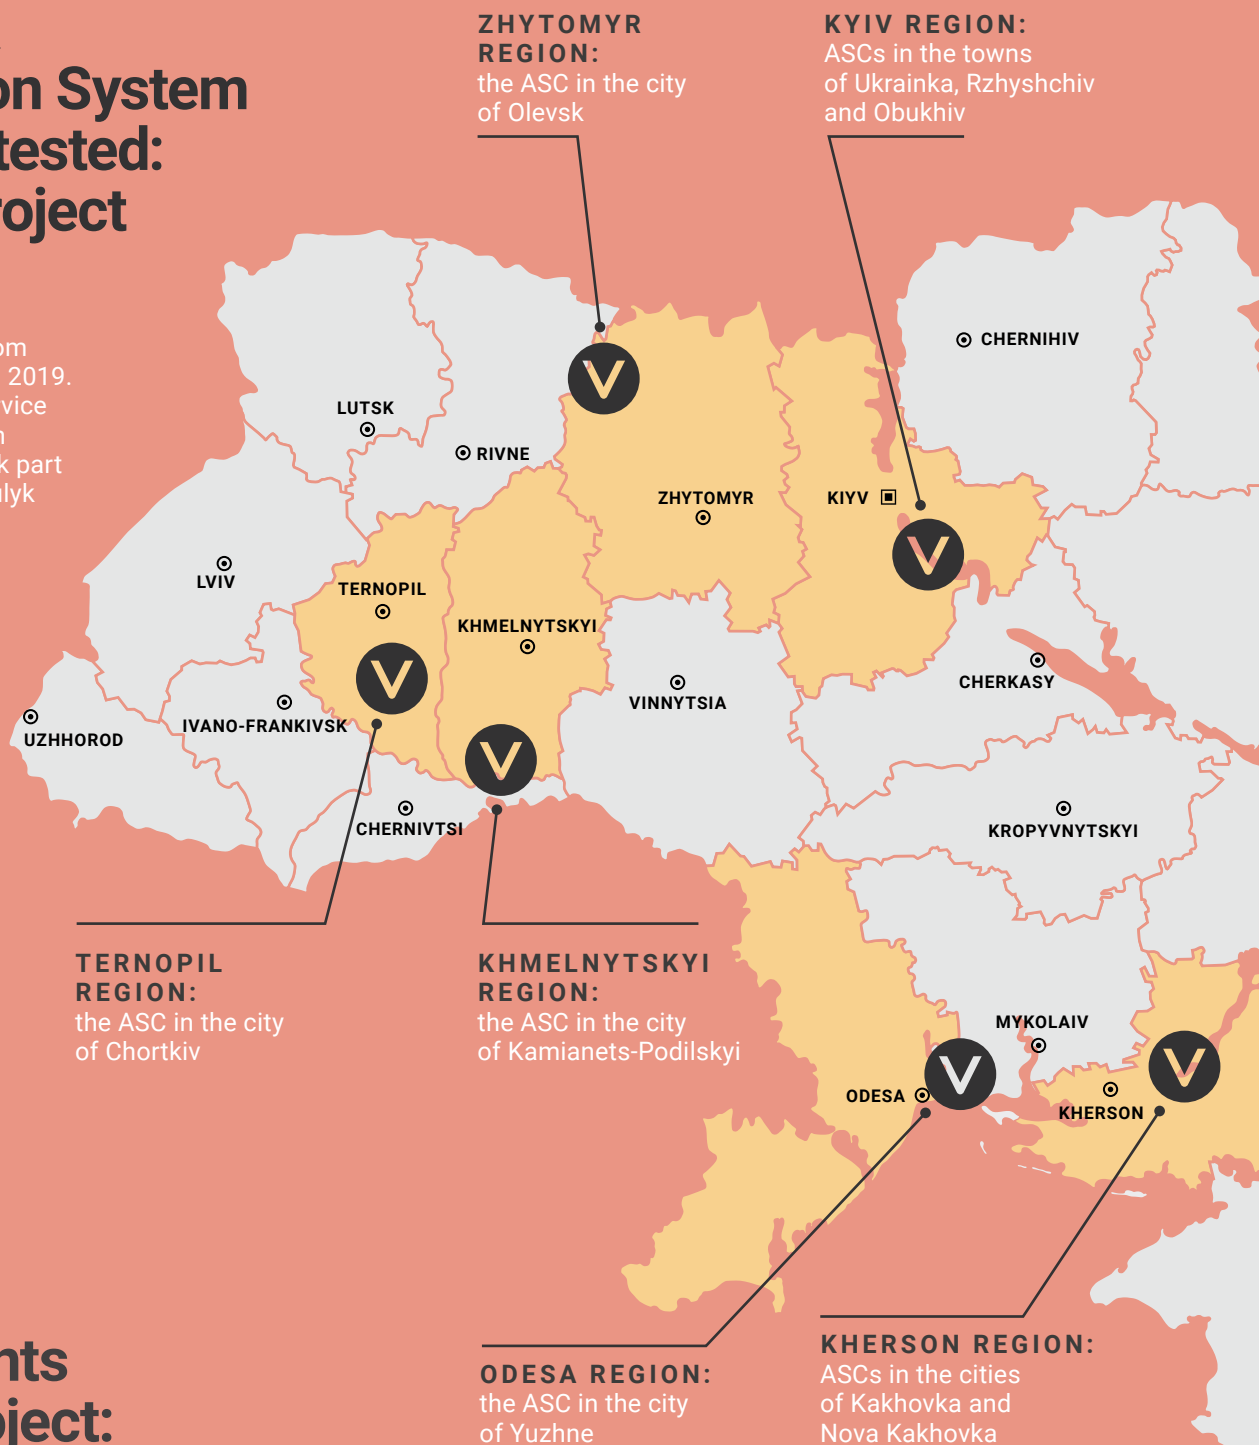 ZHYTOMYR
REGION:
the ASC in the city
of Olevsk
KYIV REGION:
ASCs in the towns
of Ukrainka, Rzhyshchiv
and Obukhiv
on System
tested:
roject
om
2019.
rvice
n
k part
ulyk
CHERNIHIV
LUTSK
RIVNE
ZHYTOMYR
KIYV
LVIV
TERNOPIL
KHMELNYTSKYI
CHERKASY
VINNYTSIA
IVANO-FRANKIVSK
UZHHOROD
CHERNIVTSI
KROPYVNYTSKYI
TERNOPIL
REGION:
the ASC in the city
of Chortkiv
KHMELNYTSKYI
REGION:
the ASC in the city
of Kamianets-Podilskyi
MYKOLAIV
ODESA
KHERSON
nts
oject:
ODESA REGION:
the ASC in the city
of Yuzhne
KHERSON REGION:
ASCs in the cities
of Kakhovka and
Nova Kakhovka